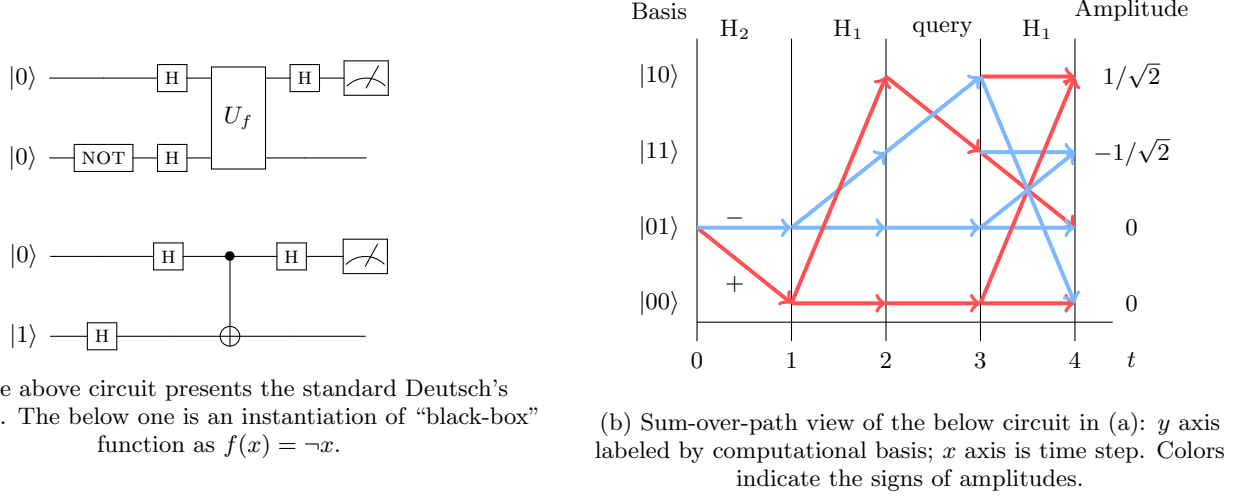 |0⟩ H H
U_f
|0⟩ NOT H
|0⟩ H H
|1⟩ H
e above circuit presents the standard Deutsch's
. The below one is an instantiation of “black-box”
function as f(x) = ¬x.
Basis H₂ H₁ query H₁ Amplitude
|10⟩ 1/√2
|11⟩ −1/√2
|01⟩ − 0
+
|00⟩ 0
0 1 2 3 4 t
(b) Sum-over-path view of the below circuit in (a): y axis
labeled by computational basis; x axis is time step. Colors
indicate the signs of amplitudes.